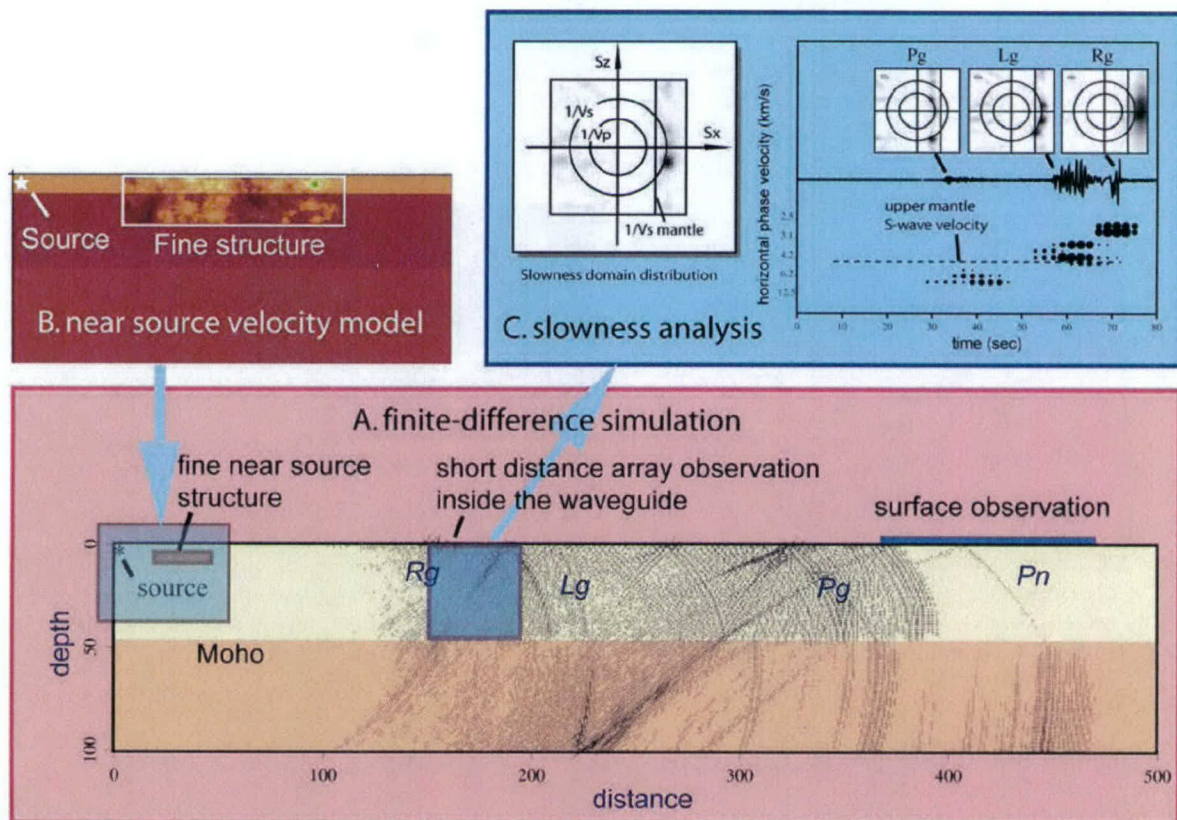 Source
Fine structure
B. near source velocity model
Sz
1/Vs
1/Vp
Sx
1/Vs mantle
Slowness domain distribution
C. slowness analysis
Pg Lg Rg
horizontal phase velocity (km/s)
upper mantle
S-wave velocity
3.1
4.2
6.2
12.5
0 10 20 30 40 50 60 70 80
time (sec)
A. finite-difference simulation
fine near source
structure
short distance array observation
inside the waveguide
surface observation
source
Rg
Lg
Pg
Pn
Moho
depth
0
50
100
0 100 200 300 400 500
distance